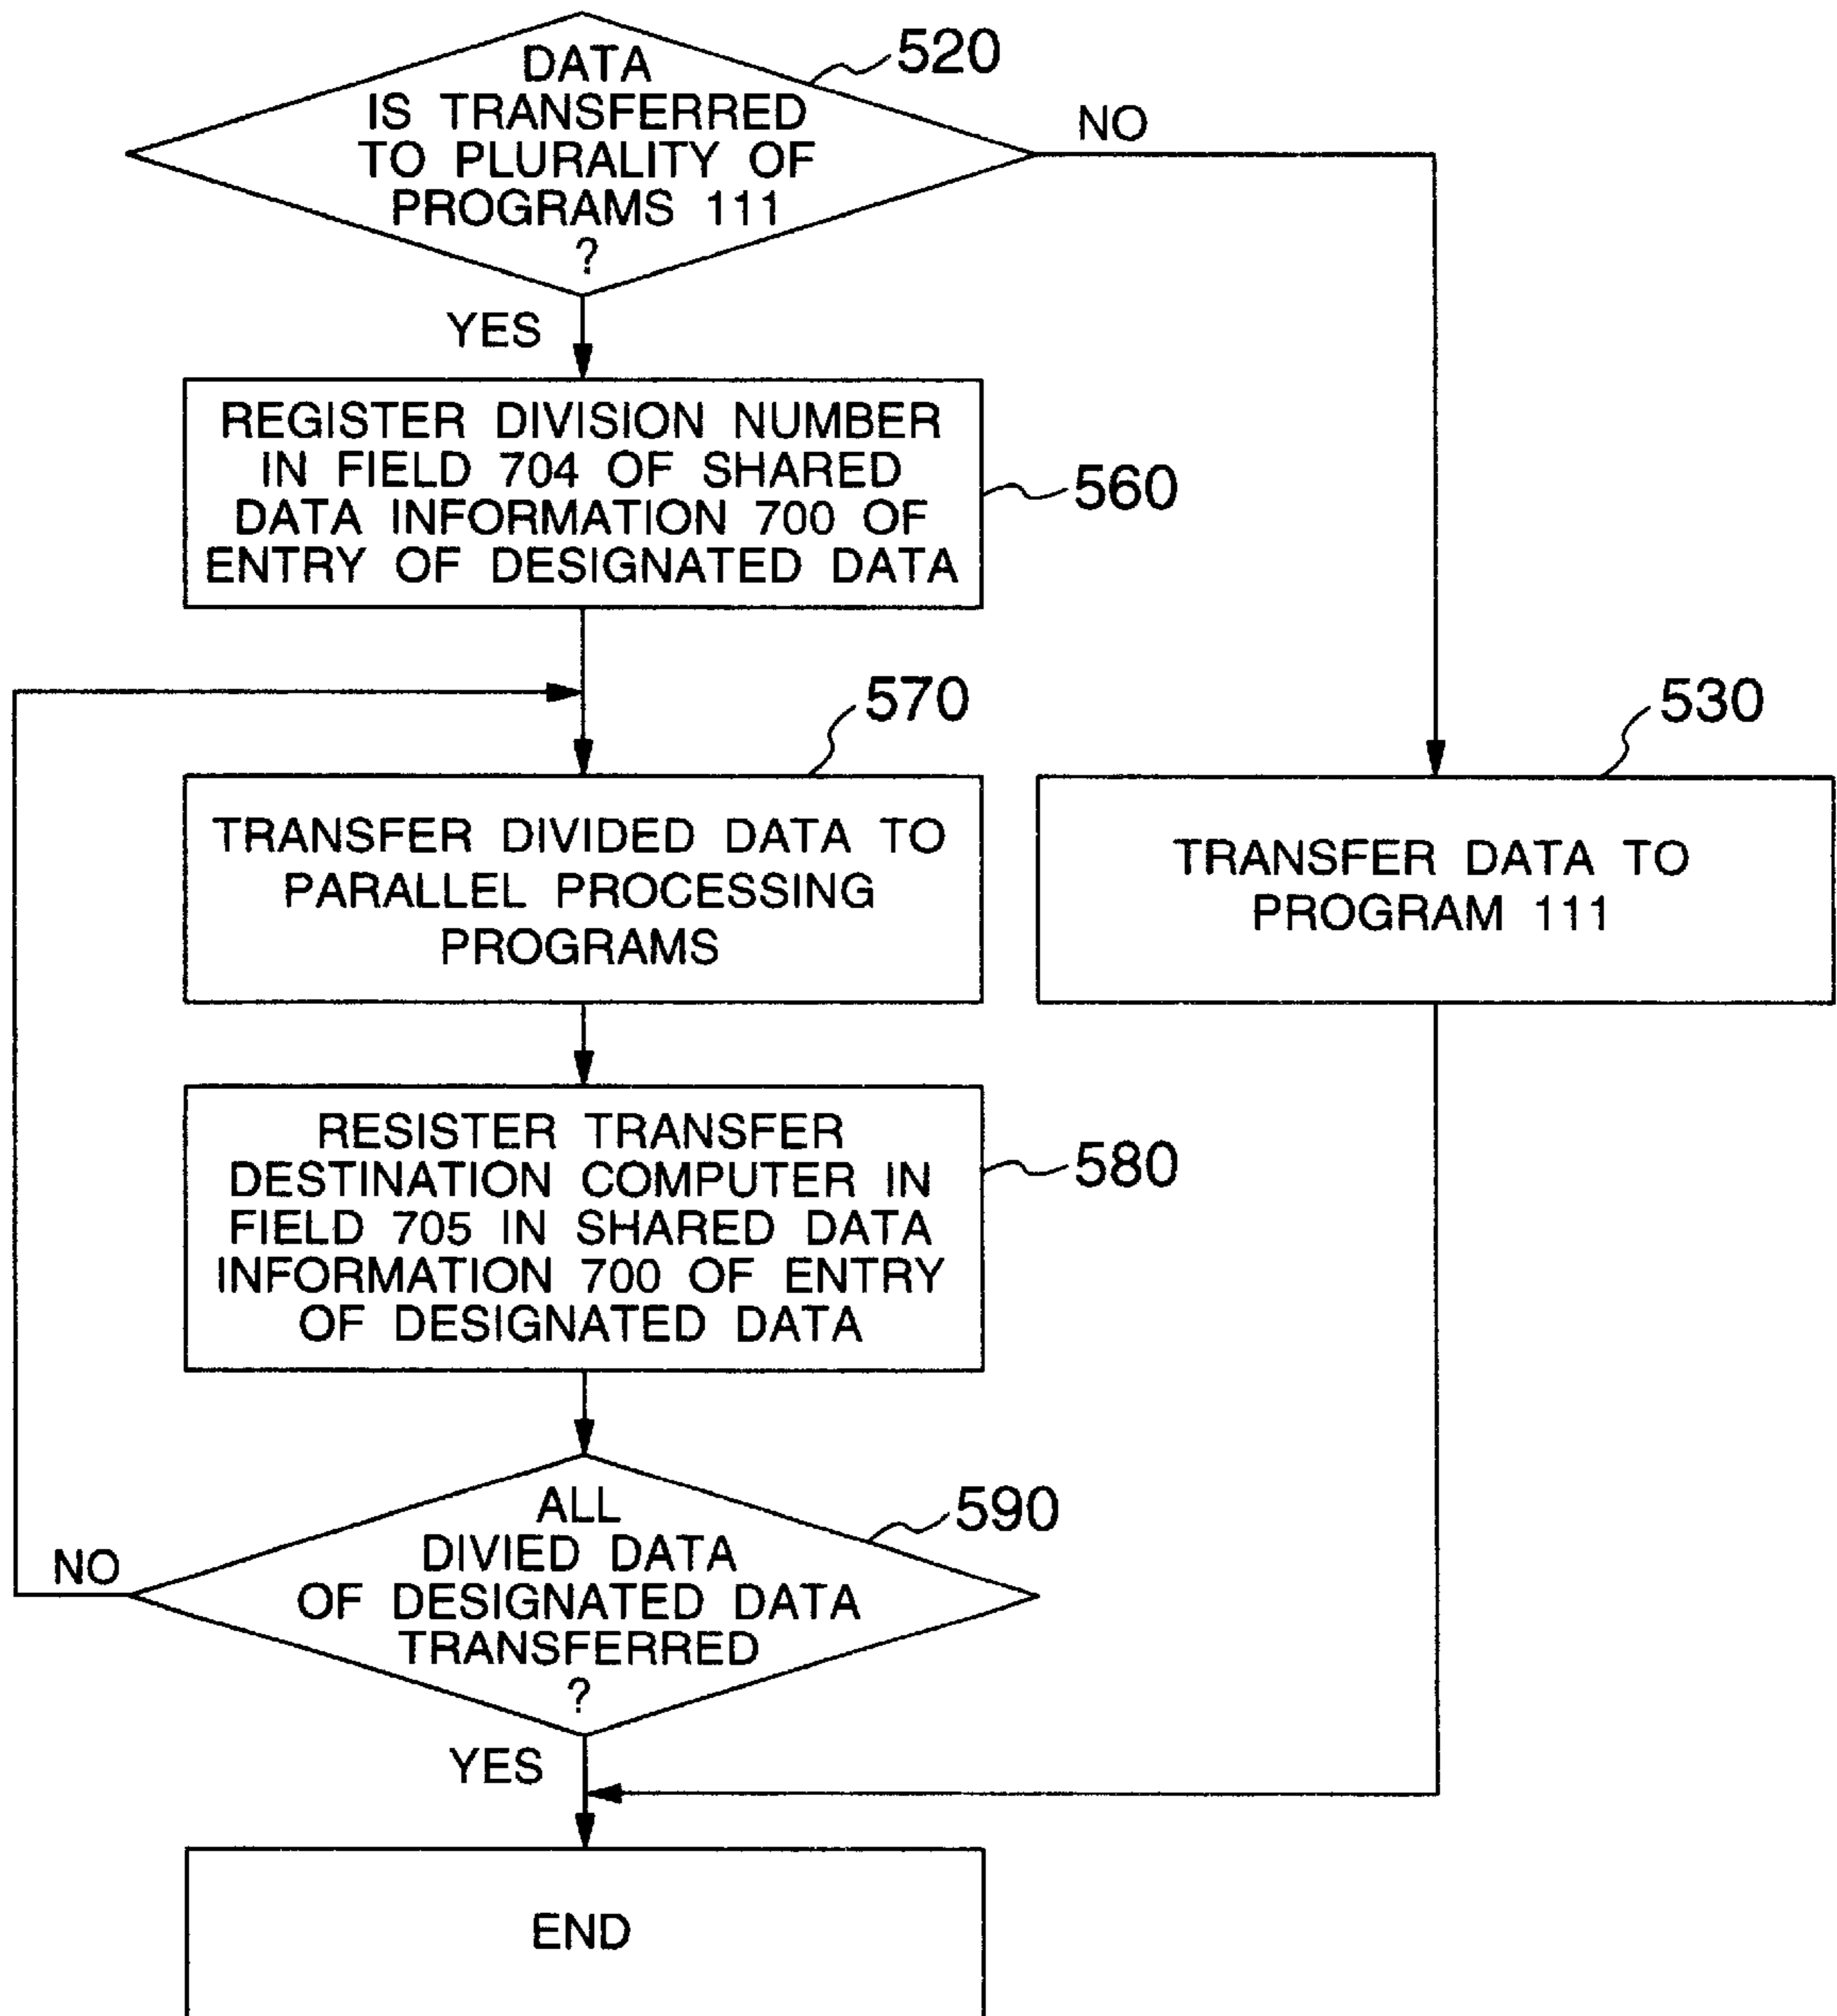 DATA
IS TRANSFERRED
TO PLURALITY OF
PROGRAMS 111
?
520
NO
YES
REGISTER DIVISION NUMBER
IN FIELD 704 OF SHARED
DATA INFORMATION 700 OF
ENTRY OF DESIGNATED DATA
560
570
530
TRANSFER DIVIDED DATA TO
PARALLEL PROCESSING
PROGRAMS
TRANSFER DATA TO
PROGRAM 111
RESISTER TRANSFER
DESTINATION COMPUTER IN
FIELD 705 IN SHARED DATA
INFORMATION 700 OF ENTRY
OF DESIGNATED DATA
580
ALL
DIVIED DATA
OF DESIGNATED DATA
TRANSFERRED
?
590
NO
YES
END